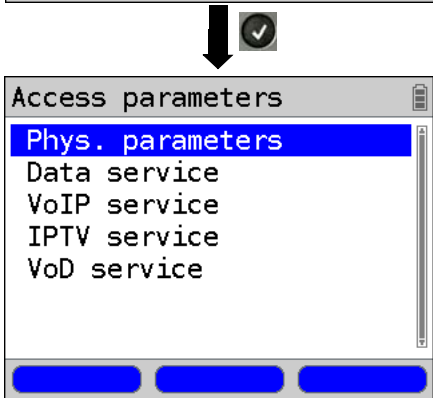 Access parameters
Phys. parameters
Data service
VoIP service
IPTV service
VoD service